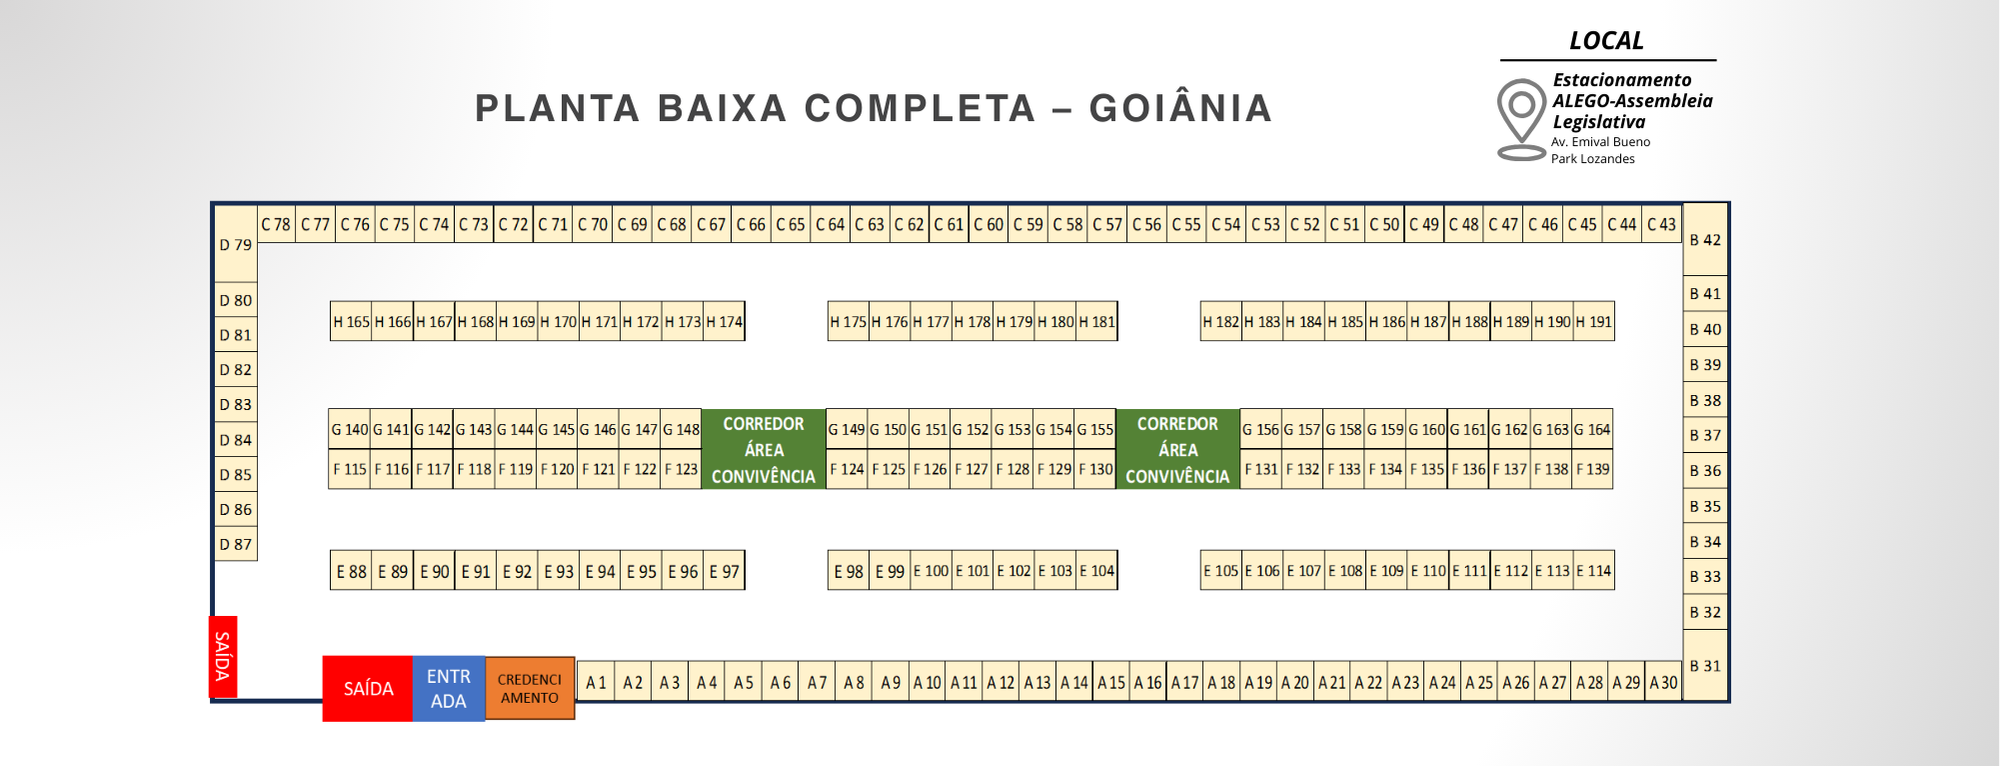 LOCAL
Estacionamento
ALEGO-Assembleia
Legislativa
Av. Emival Bueno
Park Lozandes
PLANTA BAIXA COMPLETA – GOIÂNIA
C 78 C 77 C 76 C 75 C 74 C 73 C 72 C 71 C 70 C 69 C 68 C 67 C 66 C 65 C 64 C 63 C 62 C 61 C 60 C 59 C 58 C 57 C 56 C 55 C 54 C 53 C 52 C 51 C 50 C 49 C 48 C 47 C 46 C 45 C 44 C 43
D 79
D 80
D 81
D 82
D 83
D 84
D 85
D 86
D 87
B 42
B 41
B 40
B 39
B 38
B 37
B 36
B 35
B 34
B 33
B 32
B 31
H 165 H 166 H 167 H 168 H 169 H 170 H 171 H 172 H 173 H 174
H 175 H 176 H 177 H 178 H 179 H 180 H 181
H 182 H 183 H 184 H 185 H 186 H 187 H 188 H 189 H 190 H 191
G 140 G 141 G 142 G 143 G 144 G 145 G 146 G 147 G 148
F 115 F 116 F 117 F 118 F 119 F 120 F 121 F 122 F 123
CORREDOR
ÁREA
CONVIVÊNCIA
G 149 G 150 G 151 G 152 G 153 G 154 G 155
F 124 F 125 F 126 F 127 F 128 F 129 F 130
CORREDOR
ÁREA
CONVIVÊNCIA
G 156 G 157 G 158 G 159 G 160 G 161 G 162 G 163 G 164
F 131 F 132 F 133 F 134 F 135 F 136 F 137 F 138 F 139
E 88 E 89 E 90 E 91 E 92 E 93 E 94 E 95 E 96 E 97
E 98 E 99 E 100 E 101 E 102 E 103 E 104
E 105 E 106 E 107 E 108 E 109 E 110 E 111 E 112 E 113 E 114
SAÍDA
SAÍDA
ENTR
ADA
CREDENCI
AMENTO
A 1 A 2 A 3 A 4 A 5 A 6 A 7 A 8 A 9 A 10 A 11 A 12 A 13 A 14 A 15 A 16 A 17 A 18 A 19 A 20 A 21 A 22 A 23 A 24 A 25 A 26 A 27 A 28 A 29 A 30